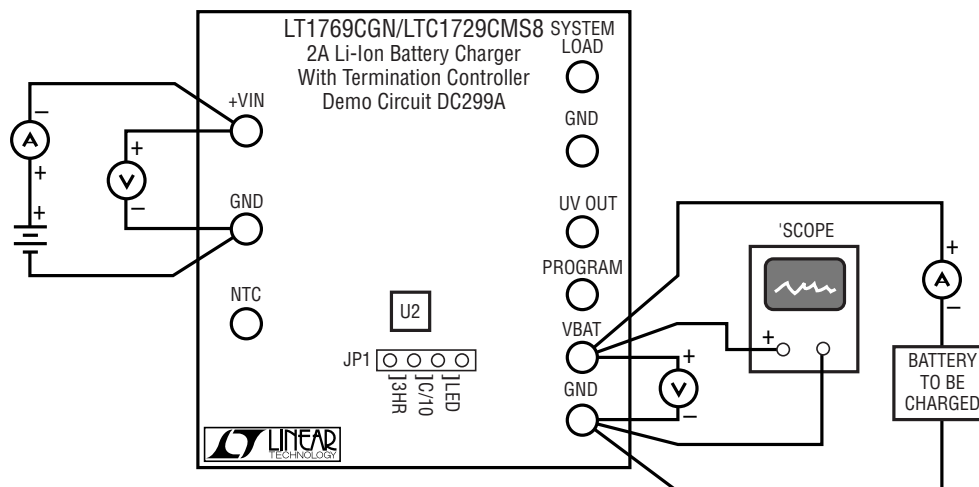 LT1769CGN/LTC1729CMS8
2A Li-Ion Battery Charger
With Termination Controller
Demo Circuit DC299A
SYSTEM
LOAD
+VIN
–
A
+
+
+
V
–
GND
GND
UV OUT
PROGRAM
NTC
U2
VBAT
JP1
]3HR
]C/10
]LED
GND
+
V
–
'SCOPE
+
+
A
–
BATTERY
TO BE
CHARGED
LINEAR
TECHNOLOGY